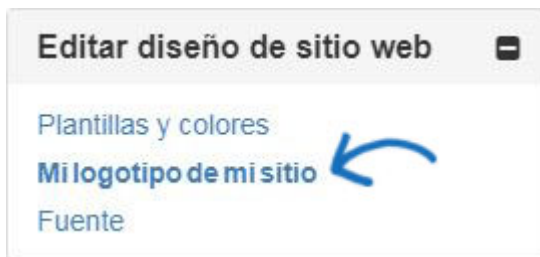 Editar diseño de sitio web
Plantillas y colores
Mi logotipo de mi sitio
Fuente